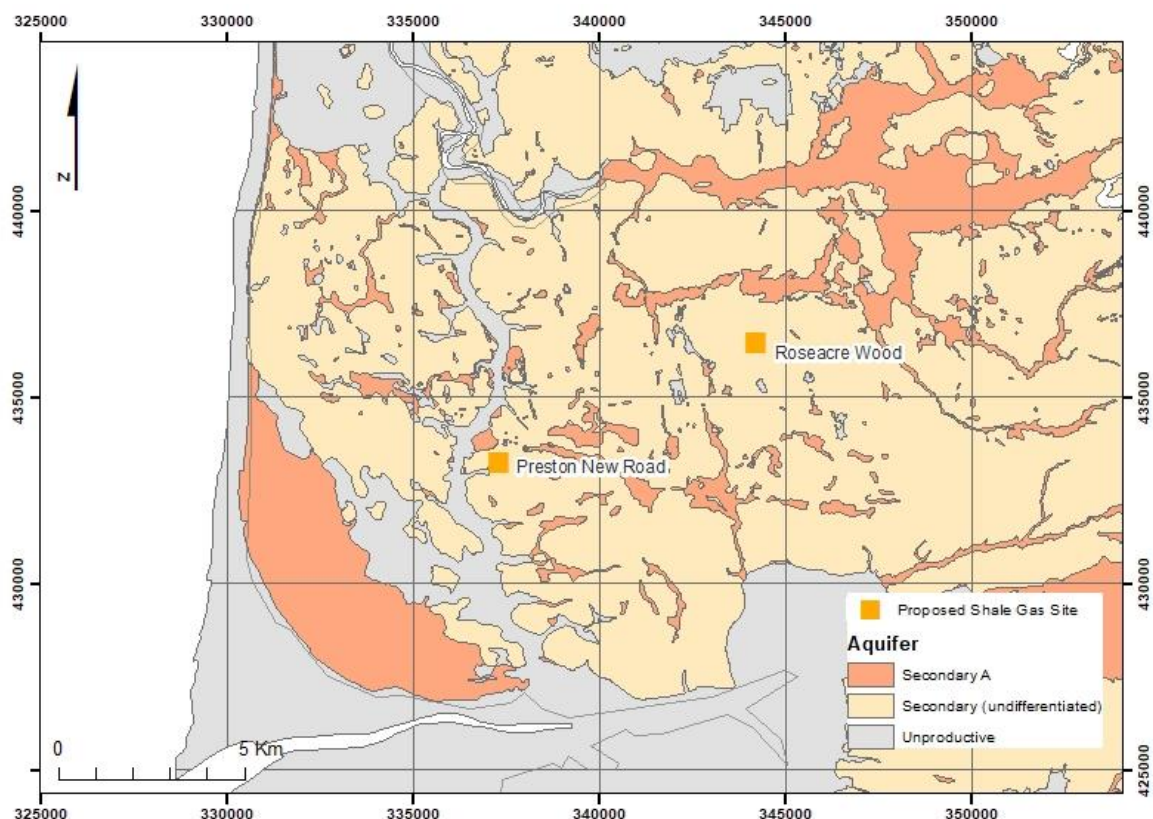 325000 330000 335000 340000 345000 350000
N
440000 440000
Roseacre Wood
435000 435000
Preston New Road
430000 430000
Proposed Shale Gas Site
Aquifer
Secondary A
Secondary (undifferentiated)
Unproductive
0 5 Km
425000 425000
325000 330000 335000 340000 345000 350000